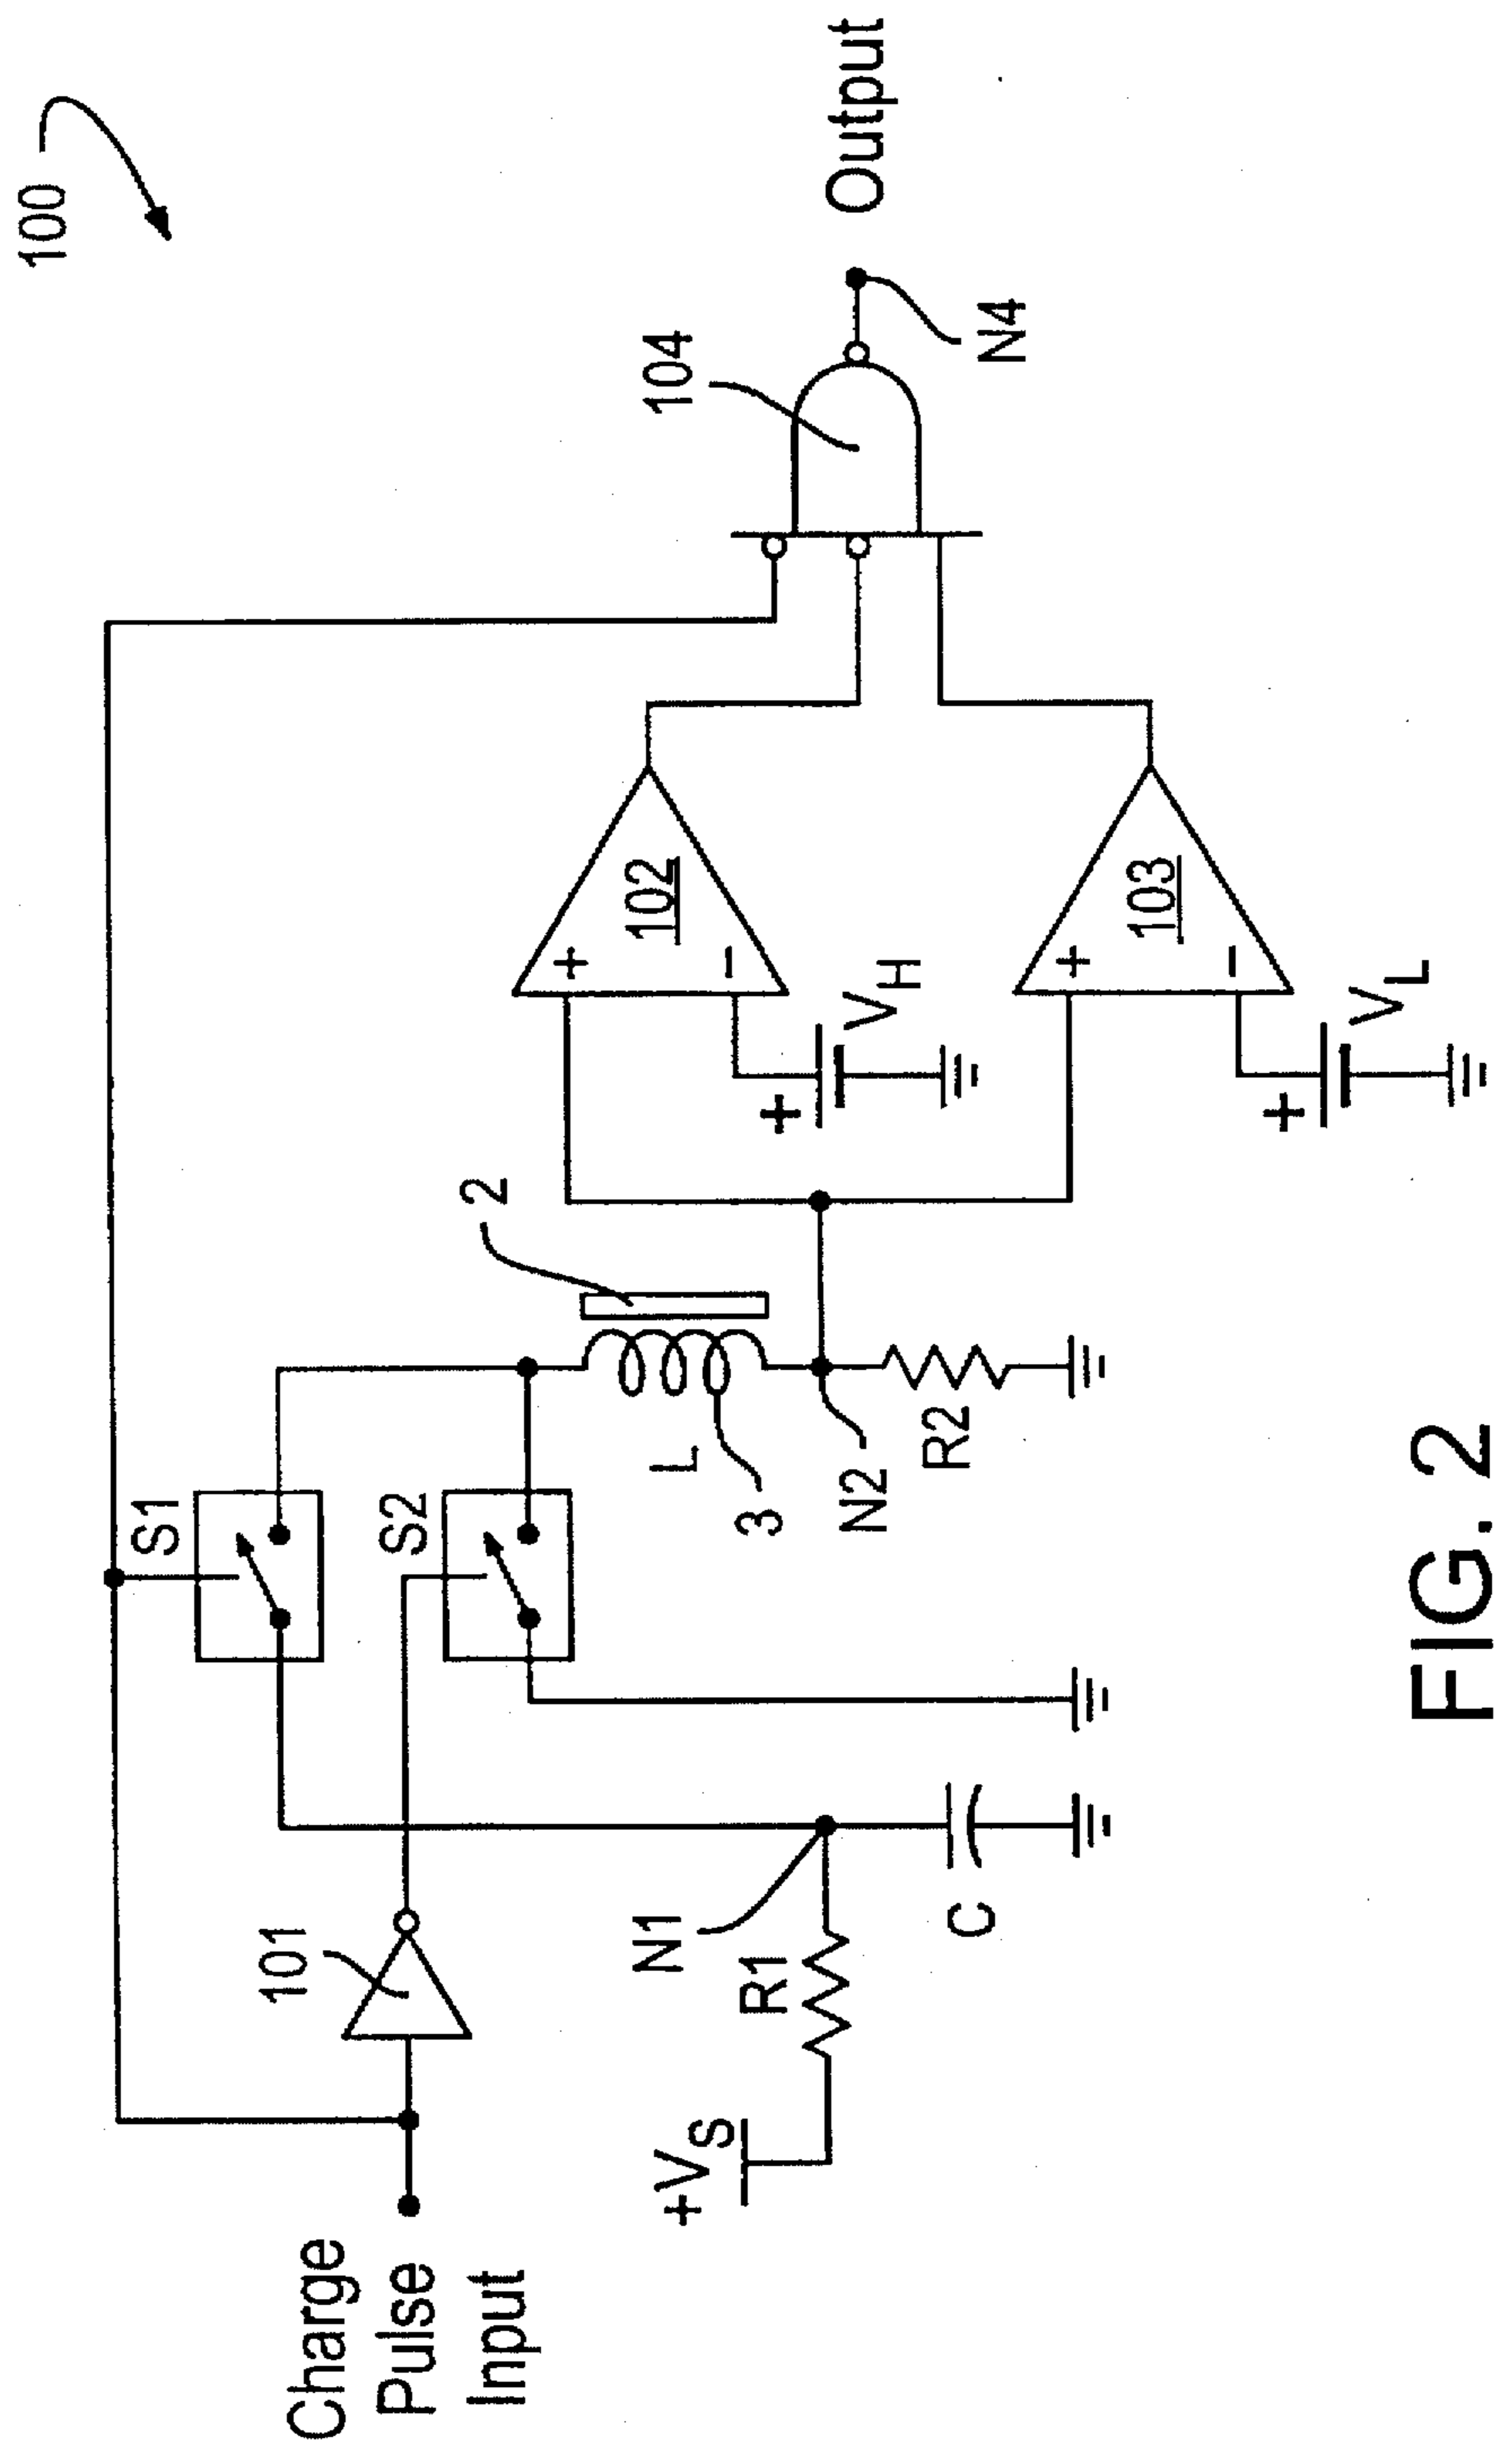 100
Charge
Pulse
Input
101
+VS
R1
N1
C
S1
S2
L
3
2
N2
R2
+
102
-
+
VH
+
103
-
+
VL
104
N4
Output
FIG. 2